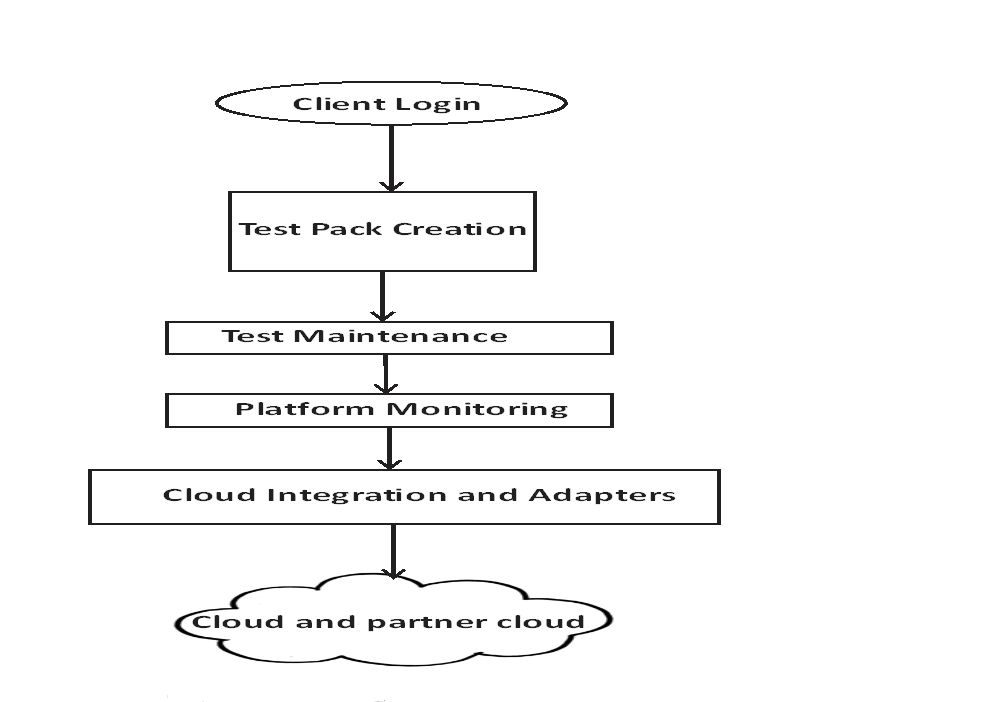 Client Login
Test Pack Creation
Test Maintenance
Platform Monitoring
Cloud Integration and Adapters
Cloud and partner cloud